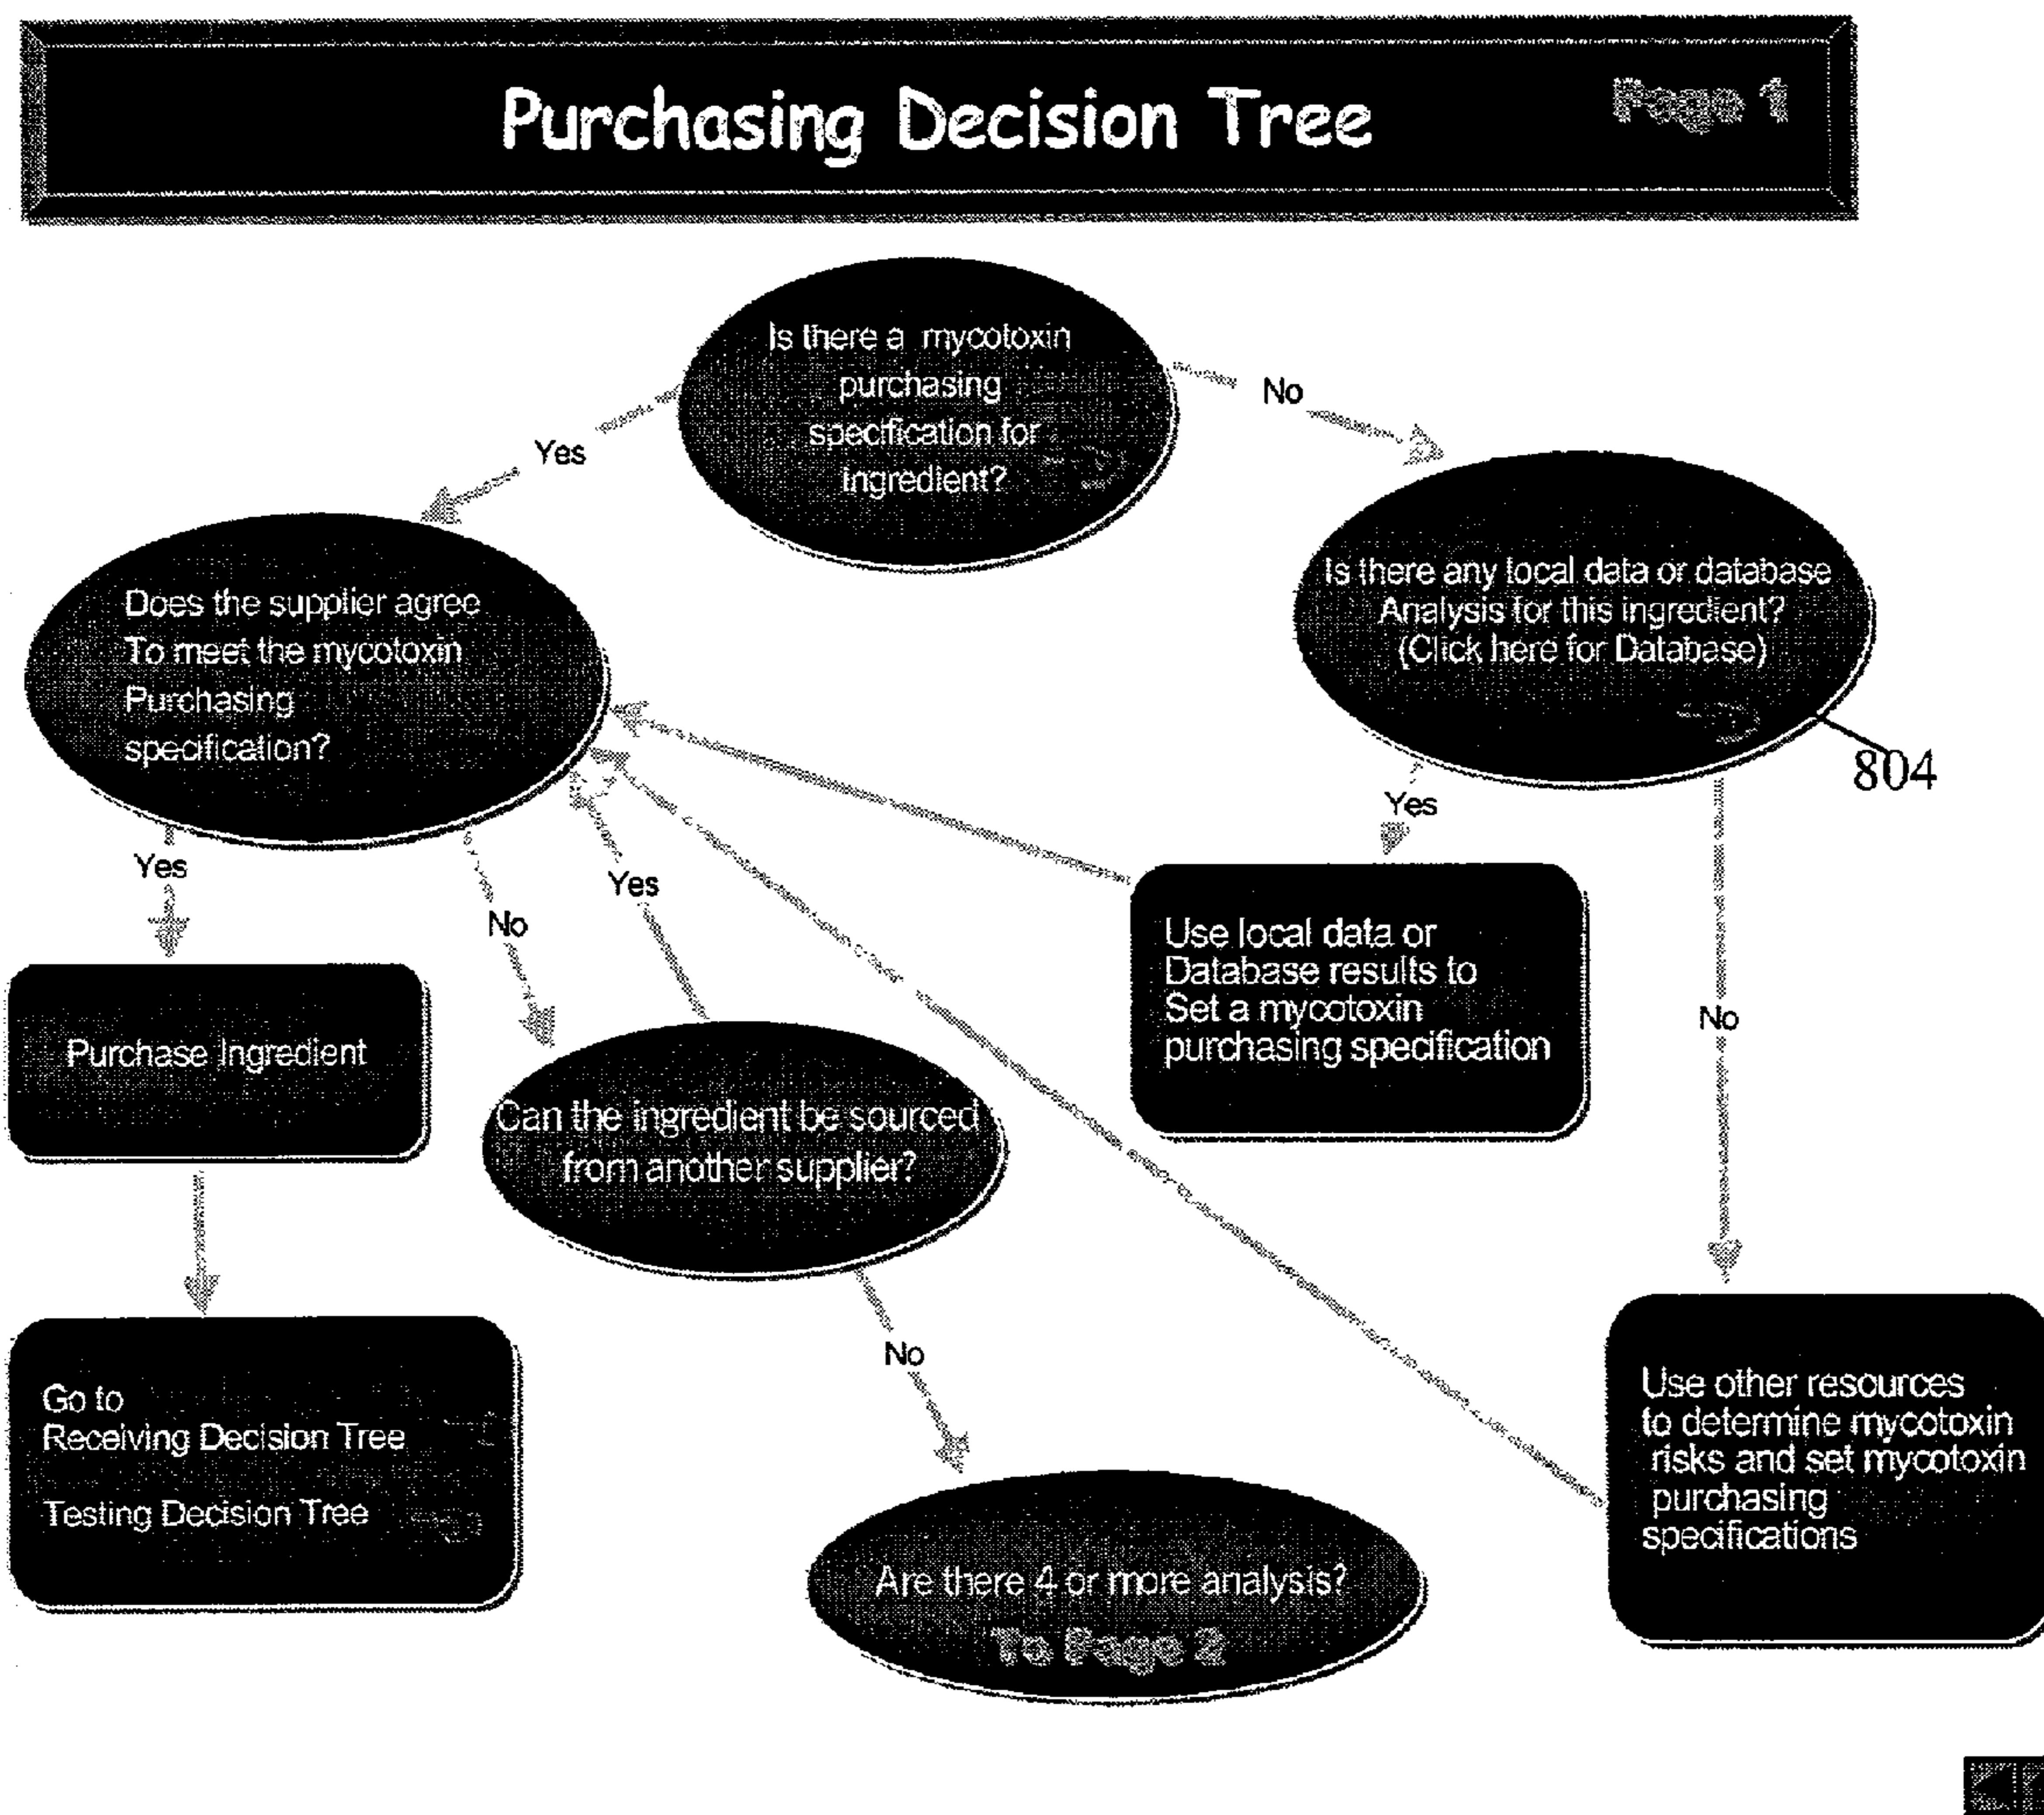 Purchasing Decision Tree
Page 1
Is there a mycotoxin
purchasing
specification for
ingredient?
Yes
No
Does the supplier agree
To meet the mycotoxin
Purchasing
specification?
Is there any local data or database
Analysis for this ingredient?
(Click here for Database)
804
Yes
No
Yes
Yes
No
Use local data or
Database results to
Set a mycotoxin
purchasing specification
Purchase Ingredient
Can the ingredient be sourced
from another supplier?
No
Go to
Receiving Decision Tree
Testing Decision Tree
Use other resources
to determine mycotoxin
risks and set mycotoxin
purchasing
specifications
Are there 4 or more analysis?
To Page 2